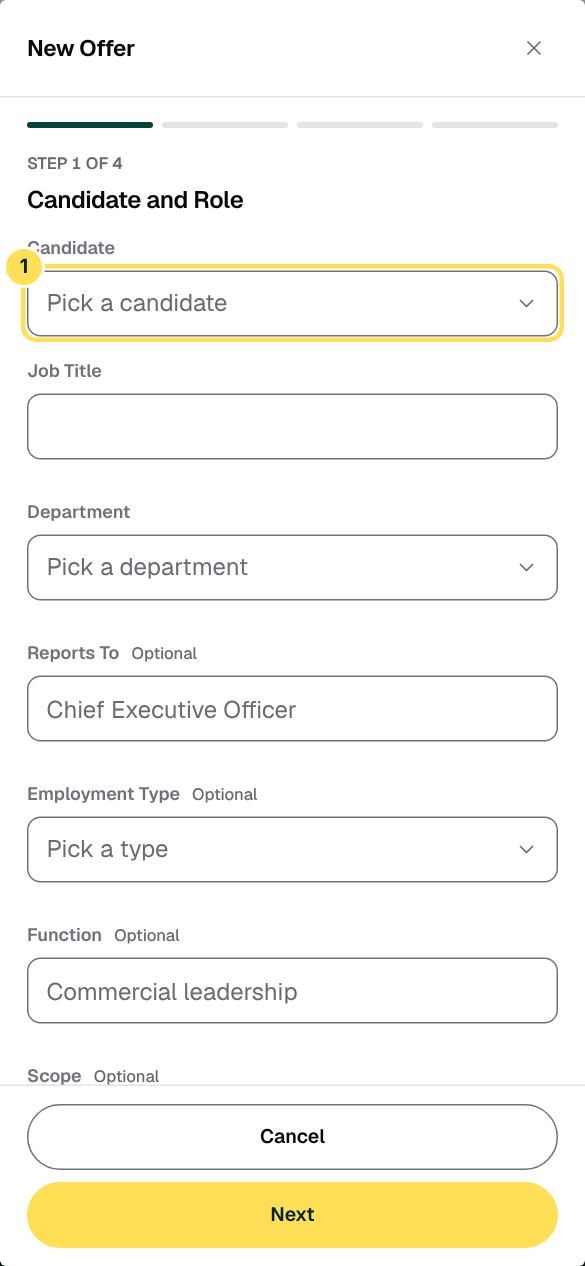 New Offer
STEP 1 OF 4
Candidate and Role
Candidate
1
Pick a candidate
Job Title
Department
Pick a department
Reports To Optional
Chief Executive Officer
Employment Type Optional
Pick a type
Function Optional
Commercial leadership
Scope Optional
Cancel
Next